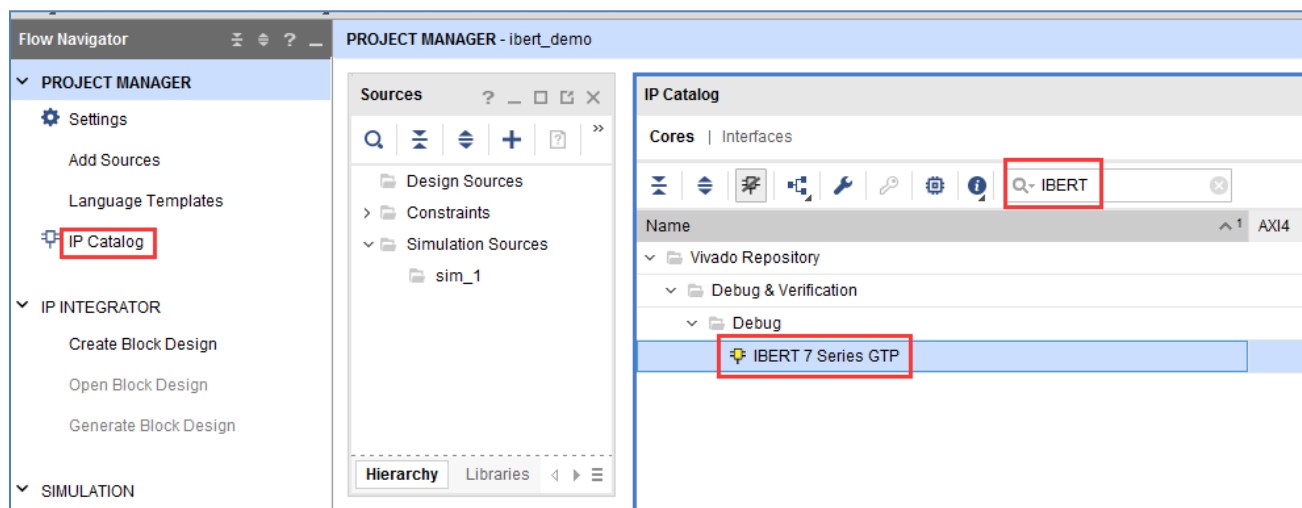 Flow Navigator
PROJECT MANAGER
Settings
Add Sources
Language Templates
IP Catalog
IP INTEGRATOR
Create Block Design
Open Block Design
Generate Block Design
SIMULATION
PROJECT MANAGER - ibert_demo
Sources
Design Sources
Constraints
Simulation Sources
sim_1
Hierarchy Libraries
IP Catalog
Cores | Interfaces
IBERT
Name 1 AXI4
Vivado Repository
Debug & Verification
Debug
IBERT 7 Series GTP